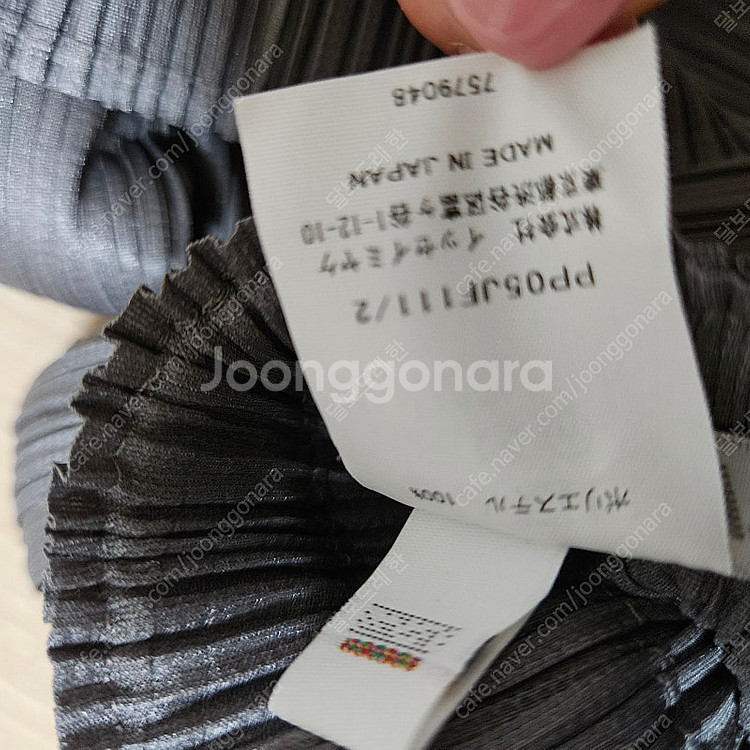 ポリエステル 100%
PP05JF111/2
イッセイミヤケ
株式会社
東京都渋谷区富ヶ谷1-12-10
MADE IN JAPAN
7579048
Joonggonara
cafe.naver.com/joonggonara